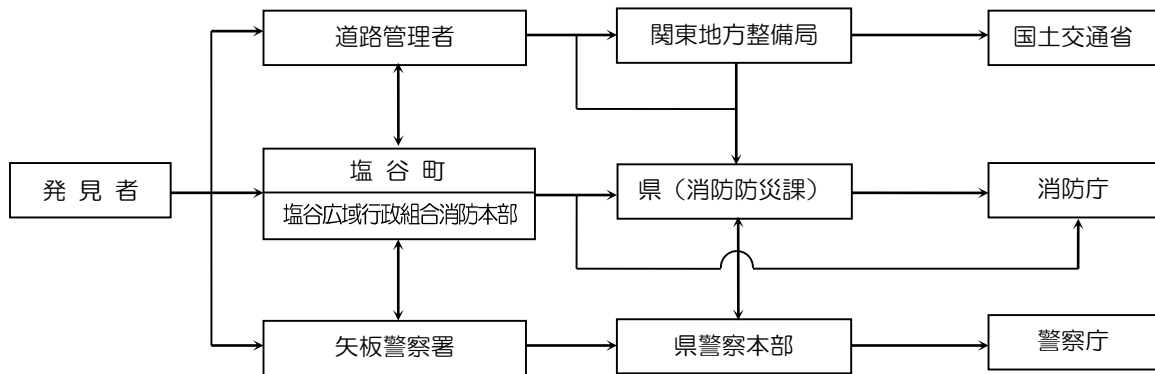 道路管理者
関東地方整備局
国土交通省
発見者
塩谷町
塩谷広域行政組合消防本部
県（消防防災課）
消防庁
矢板警察署
県警察本部
警察庁